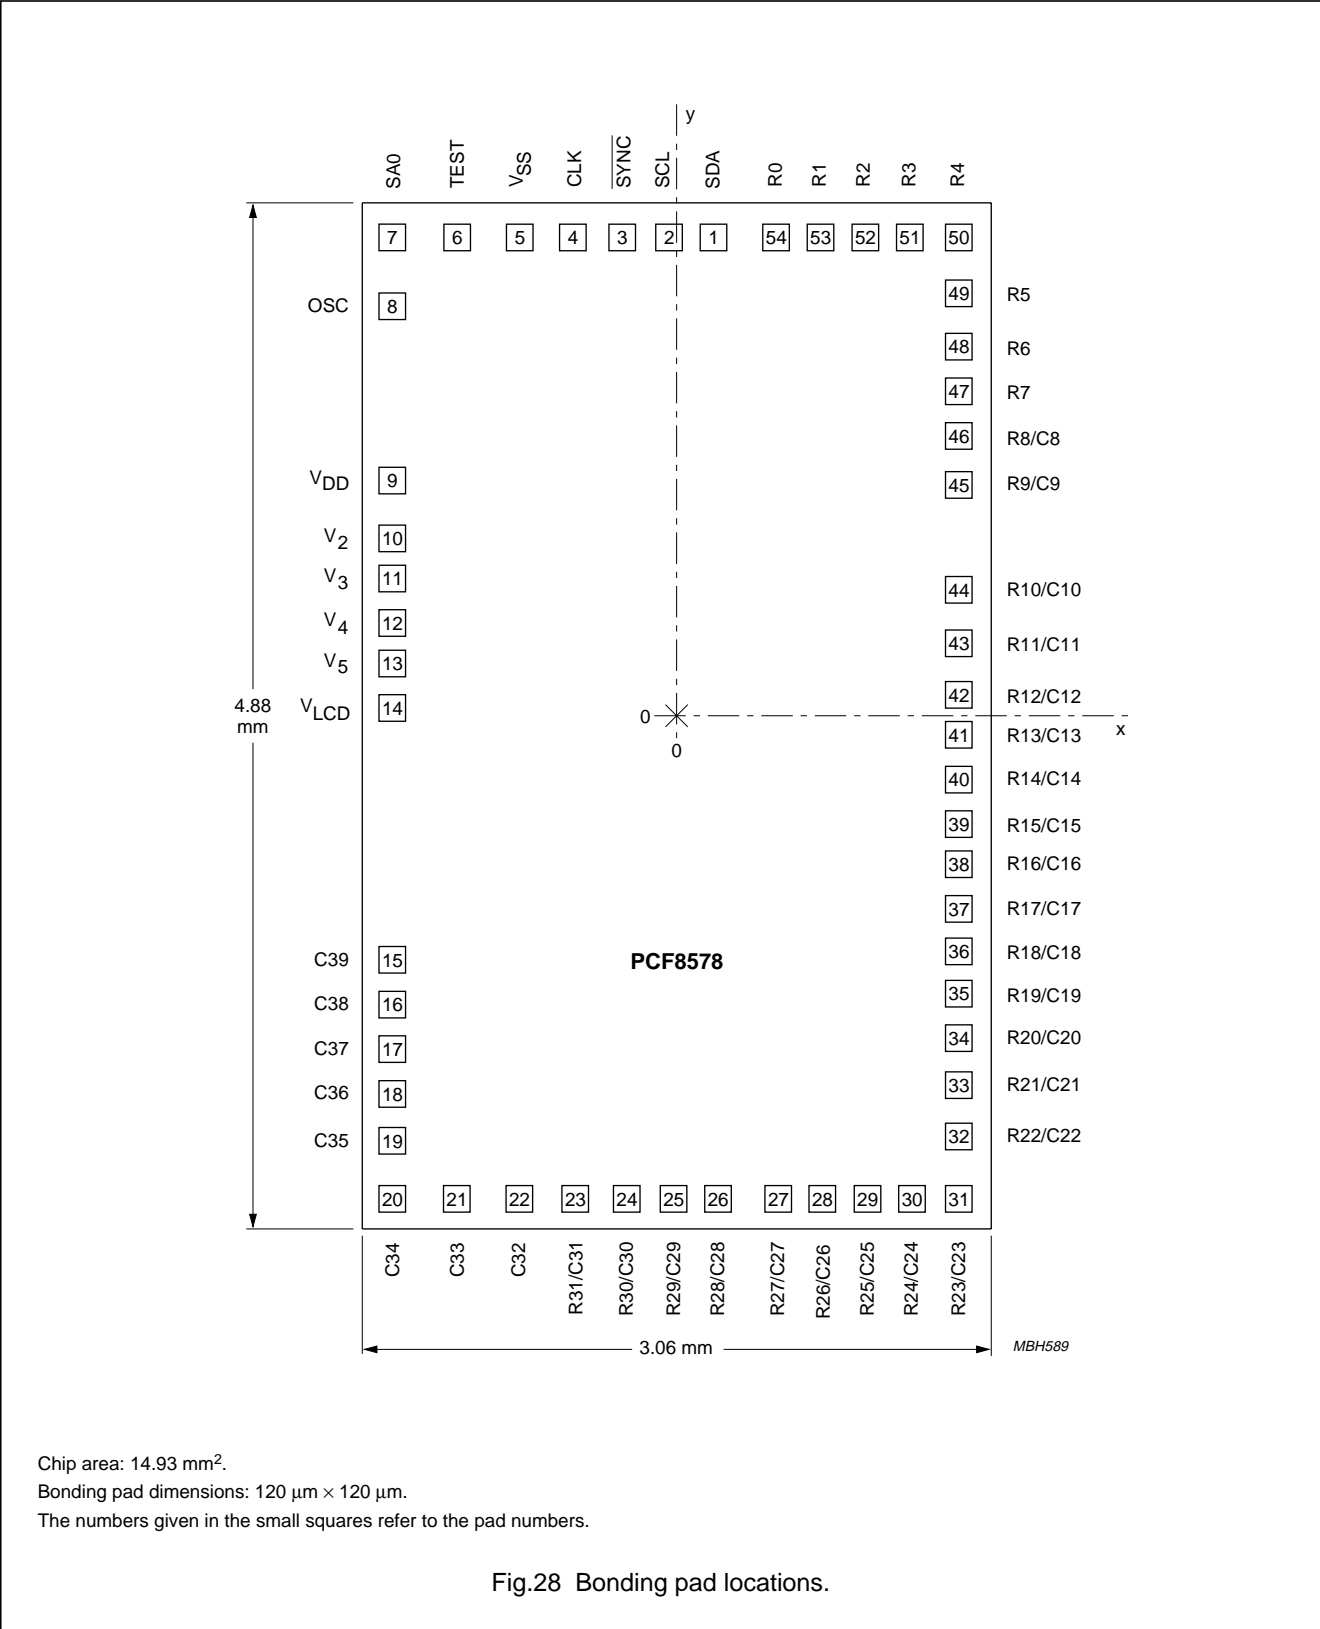 y
SA0
TEST
VSS
CLK
SYNC
SCL
SDA
R0
R1
R2
R3
R4
7
6
5
4
3
2
1
54
53
52
51
50
OSC
8
49
R5
48
R6
47
R7
46
R8/C8
VDD
9
45
R9/C9
V2
10
V3
11
44
R10/C10
V4
12
43
R11/C11
V5
13
42
R12/C12
4.88
mm
VLCD
14
0
0
x
41
R13/C13
40
R14/C14
39
R15/C15
38
R16/C16
37
R17/C17
C39
15
PCF8578
36
R18/C18
C38
16
35
R19/C19
C37
17
34
R20/C20
C36
18
33
R21/C21
C35
19
32
R22/C22
20
21
22
23
24
25
26
27
28
29
30
31
C34
C33
C32
R31/C31
R30/C30
R29/C29
R28/C28
R27/C27
R26/C26
R25/C25
R24/C24
R23/C23
3.06 mm
MBH589
Chip area: 14.93 mm2.
Bonding pad dimensions: 120 μm × 120 μm.
The numbers given in the small squares refer to the pad numbers.
Fig.28 Bonding pad locations.